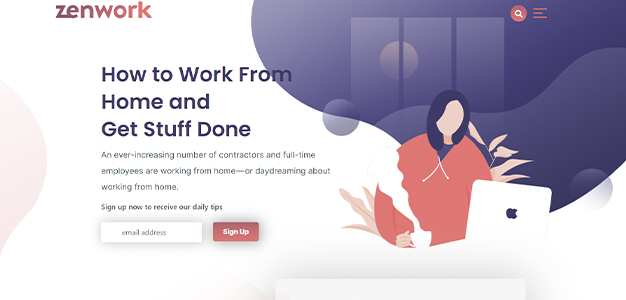 zenwork
How to Work From
Home and
Get Stuff Done
An ever-increasing number of contractors and full-time
employees are working from home—or daydreaming about
working from home.
Sign up now to receive our daily tips
email address
Sign Up